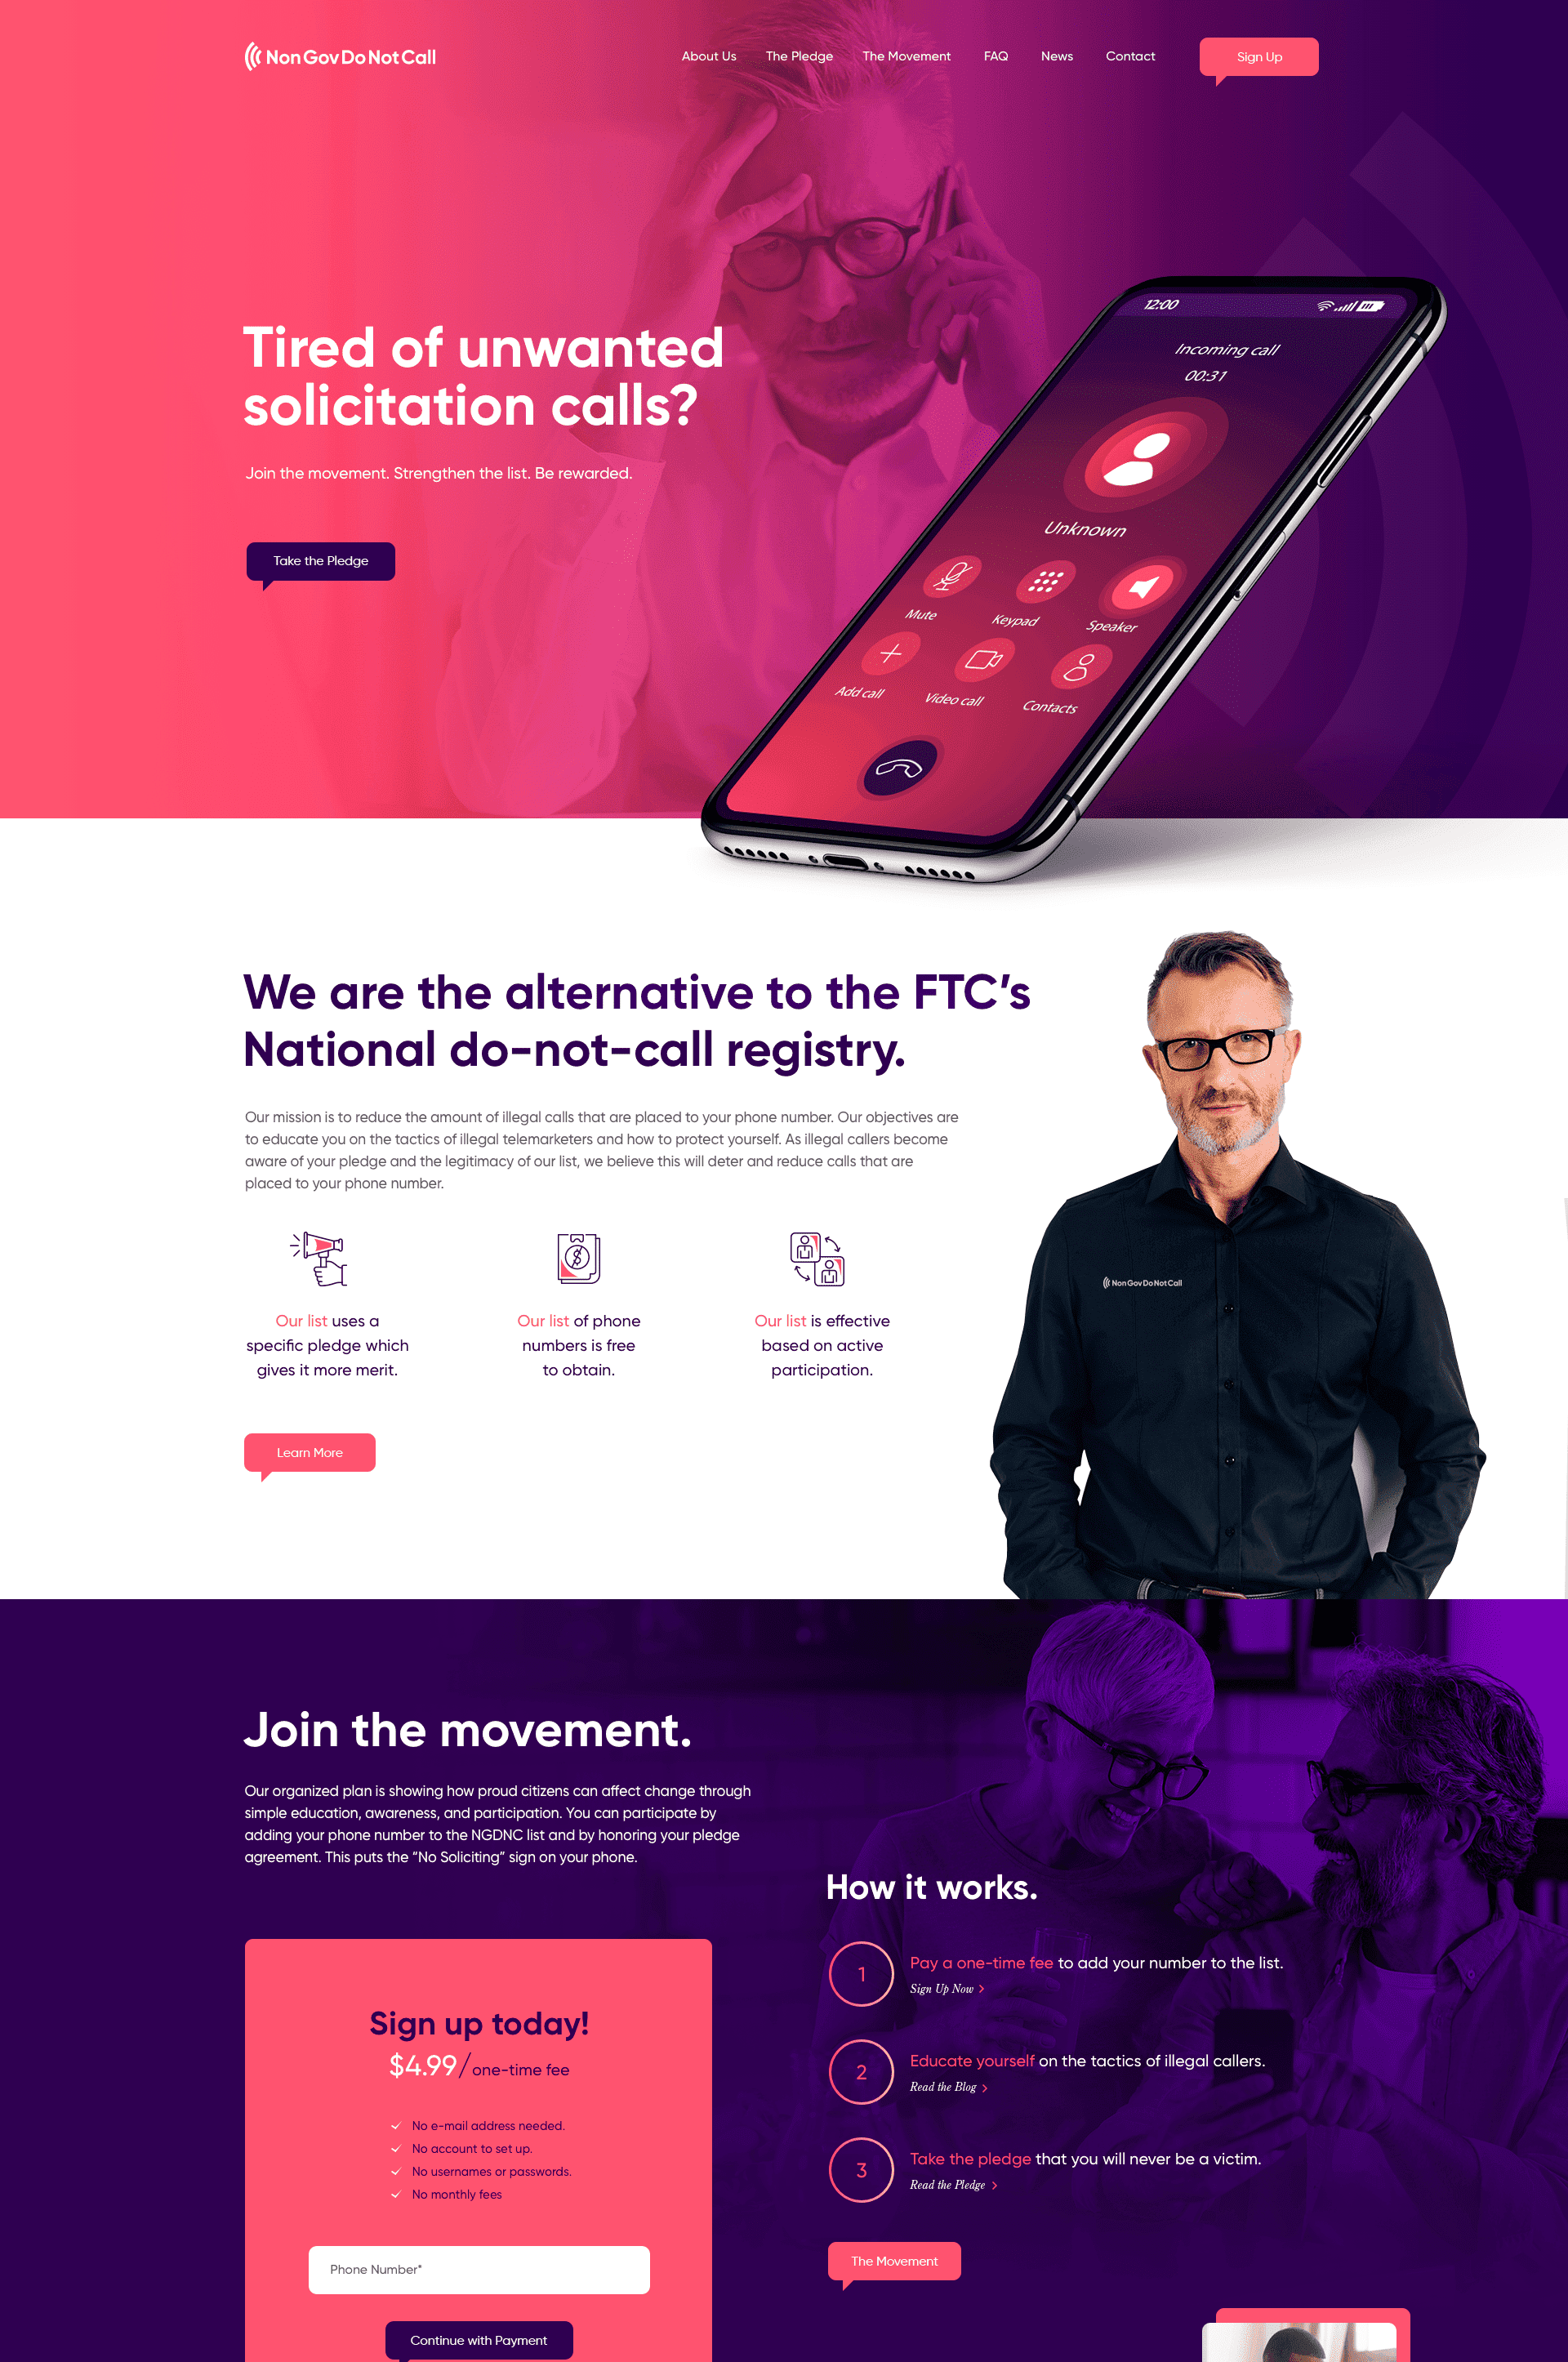 Non Gov Do Not Call
About Us
The Pledge
The Movement
FAQ
News
Contact
Sign Up
Tired of unwanted
solicitation calls?
Join the movement. Strengthen the list. Be rewarded.
Take the Pledge
12:00
Incoming call
00:31
Unknown
Mute
Keypad
Speaker
Add call
Video call
Contacts
We are the alternative to the FTC’s
National do-not-call registry.
Our mission is to reduce the amount of illegal calls that are placed to your phone number. Our objectives are
to educate you on the tactics of illegal telemarketers and how to protect yourself. As illegal callers become
aware of your pledge and the legitimacy of our list, we believe this will deter and reduce calls that are
placed to your phone number.
Our list uses a
specific pledge which
gives it more merit.
Our list of phone
numbers is free
to obtain.
Our list is effective
based on active
participation.
Non Gov Do Not Call
Learn More
Join the movement.
Our organized plan is showing how proud citizens can affect change through
simple education, awareness, and participation. You can participate by
adding your phone number to the NGDNC list and by honoring your pledge
agreement. This puts the “No Soliciting” sign on your phone.
Sign up today!
$4.99/one-time fee
No e-mail address needed.
No account to set up.
No usernames or passwords.
No monthly fees
Phone Number*
Continue with Payment
How it works.
1
Pay a one-time fee to add your number to the list.
Sign Up Now
2
Educate yourself on the tactics of illegal callers.
Read the Blog
3
Take the pledge that you will never be a victim.
Read the Pledge
The Movement